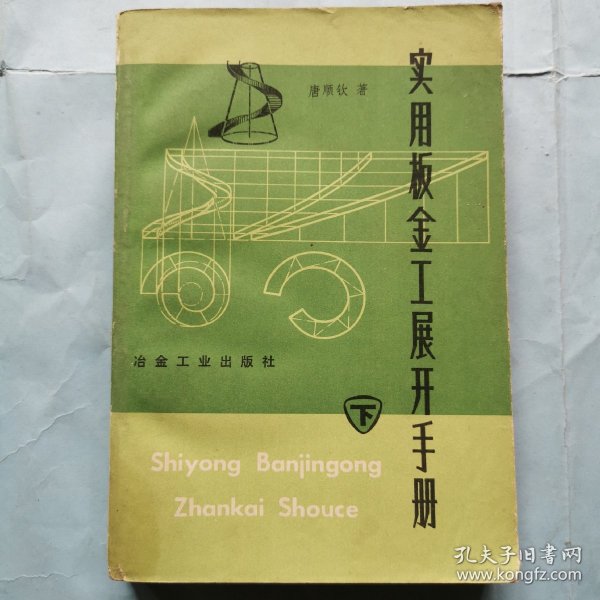 实用板金工展开手册
唐顺钦 著
冶金工业出版社
下
Shiyong Banjingong
Zhankai Shouce
孔夫子旧书网
www.kongfz.com